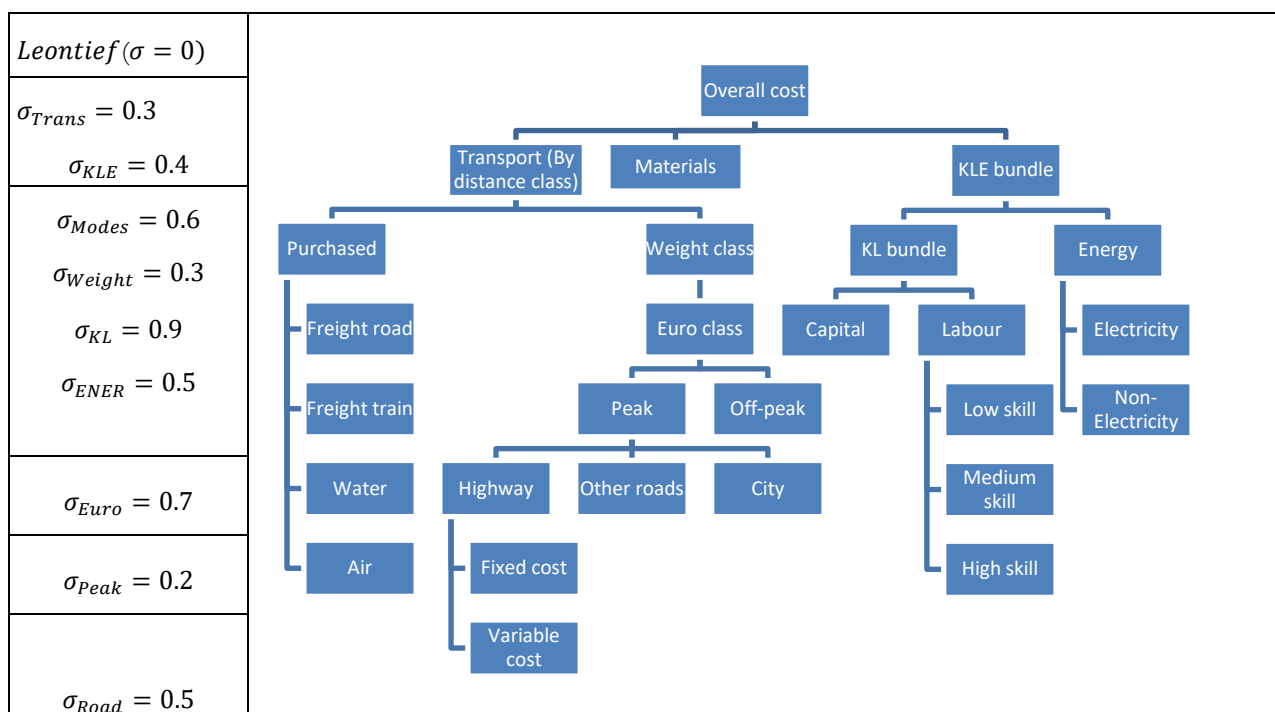 Leontief(σ = 0)
σ_Trans = 0.3
σ_KLE = 0.4
σ_Modes = 0.6
σ_Weight = 0.3
σ_KL = 0.9
σ_ENER = 0.5
σ_Euro = 0.7
σ_Peak = 0.2
σ_Road = 0.5
Overall cost
Transport (By
distance class)
Materials
KLE bundle
Purchased
Weight class
KL bundle
Energy
Freight road
Euro class
Capital
Labour
Electricity
Freight train
Peak
Off-peak
Low skill
Non-
Electricity
Water
Highway
Other roads
City
Medium
skill
Air
Fixed cost
High skill
Variable
cost